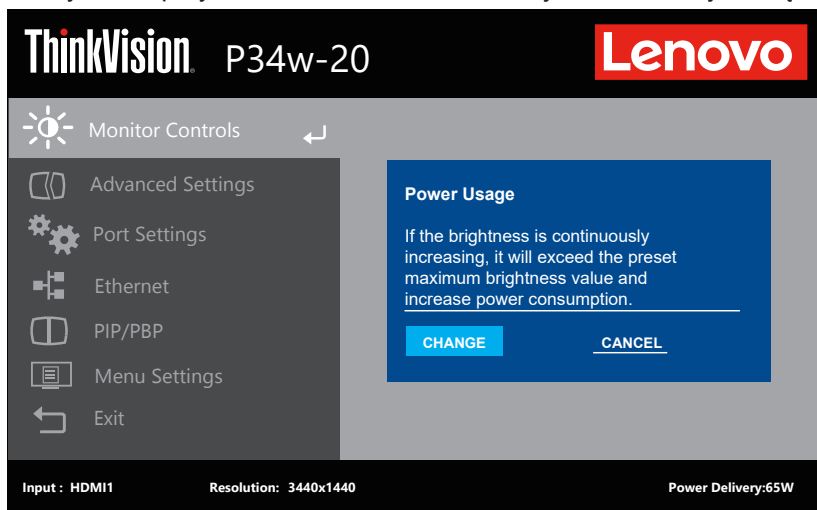 ThinkVision. P34w-20 Lenovo
Monitor Controls
Advanced Settings
Port Settings
Ethernet
PIP/PBP
Menu Settings
Exit
Power Usage
If the brightness is continuously
increasing, it will exceed the preset
maximum brightness value and
increase power consumption.
CHANGE CANCEL
Input : HDMI1 Resolution: 3440x1440 Power Delivery:65W